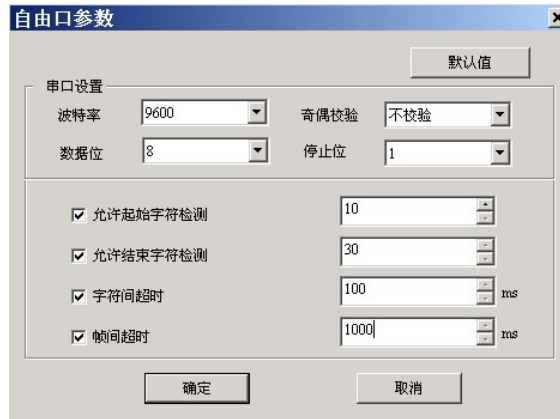 自由口参数
默认值
串口设置
波特率 9600 奇偶校验 不校验
数据位 8 停止位 1
允许起始字符检测 10
允许结束字符检测 30
字符间超时 100 ms
帧间超时 1000 ms
确定 取消